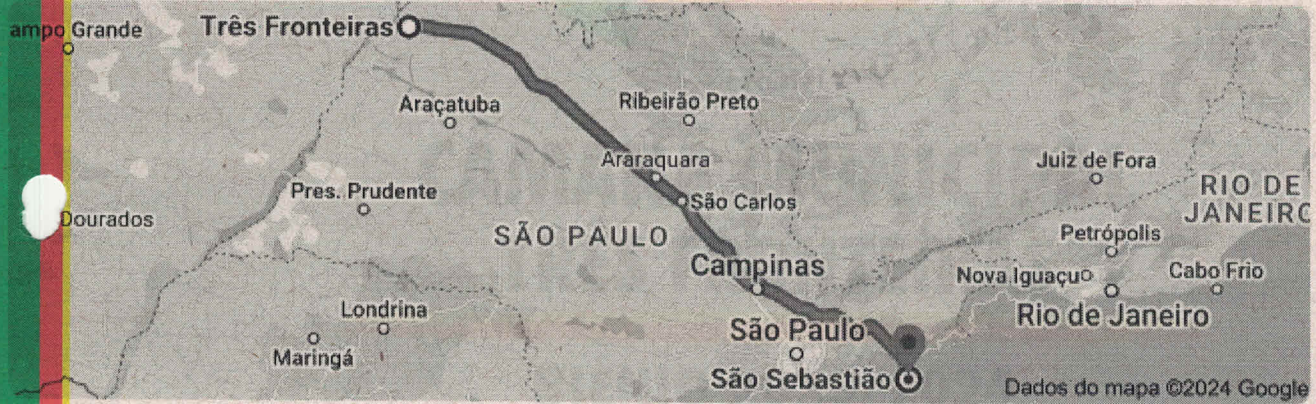 ampo Grande
Três Fronteiras
Araçatuba
Ribeirão Preto
Araraquara
Juiz de Fora
Pres. Prudente
São Carlos
RIO DE
JANEIRO
Dourados
SÃO PAULO
Petrópolis
Campinas
Nova Iguaçu
Cabo Frio
Londrina
Rio de Janeiro
São Paulo
Maringá
São Sebastião
Dados do mapa ©2024 Google